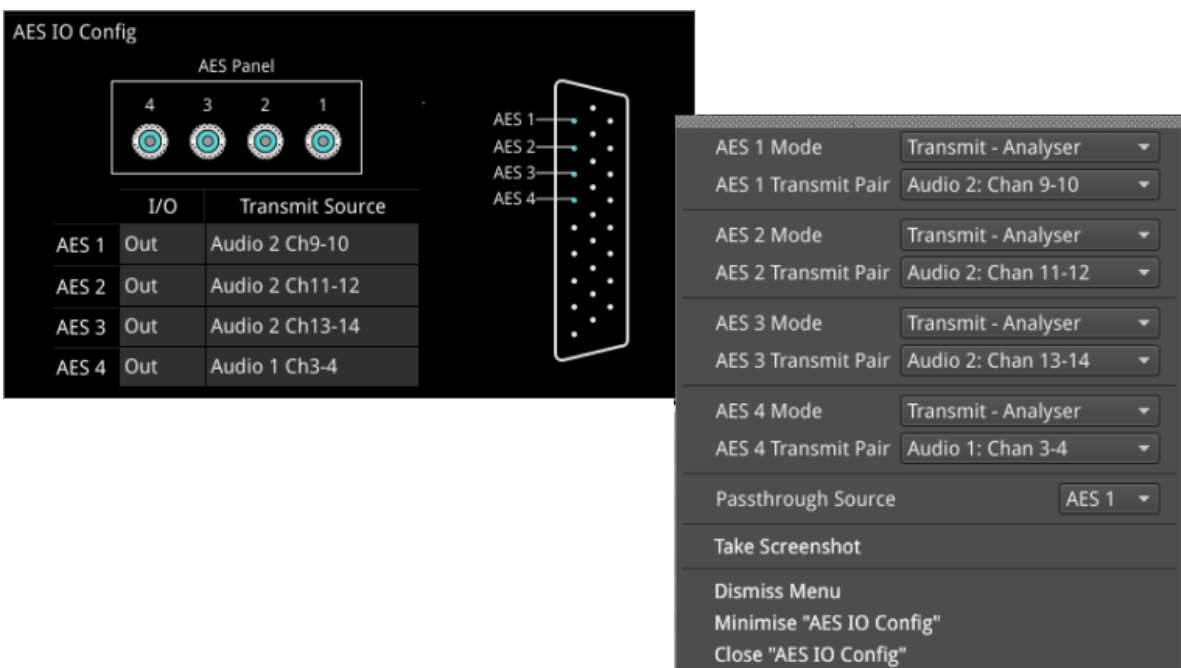 AES IO Config
AES Panel
4 3 2 1
I/O Transmit Source
AES 1 Out Audio 2 Ch9-10
AES 2 Out Audio 2 Ch11-12
AES 3 Out Audio 2 Ch13-14
AES 4 Out Audio 1 Ch3-4
AES 1
AES 2
AES 3
AES 4
AES 1 Mode Transmit - Analyser
AES 1 Transmit Pair Audio 2: Chan 9-10
AES 2 Mode Transmit - Analyser
AES 2 Transmit Pair Audio 2: Chan 11-12
AES 3 Mode Transmit - Analyser
AES 3 Transmit Pair Audio 2: Chan 13-14
AES 4 Mode Transmit - Analyser
AES 4 Transmit Pair Audio 1: Chan 3-4
Passthrough Source AES 1
Take Screenshot
Dismiss Menu
Minimise "AES IO Config"
Close "AES IO Config"